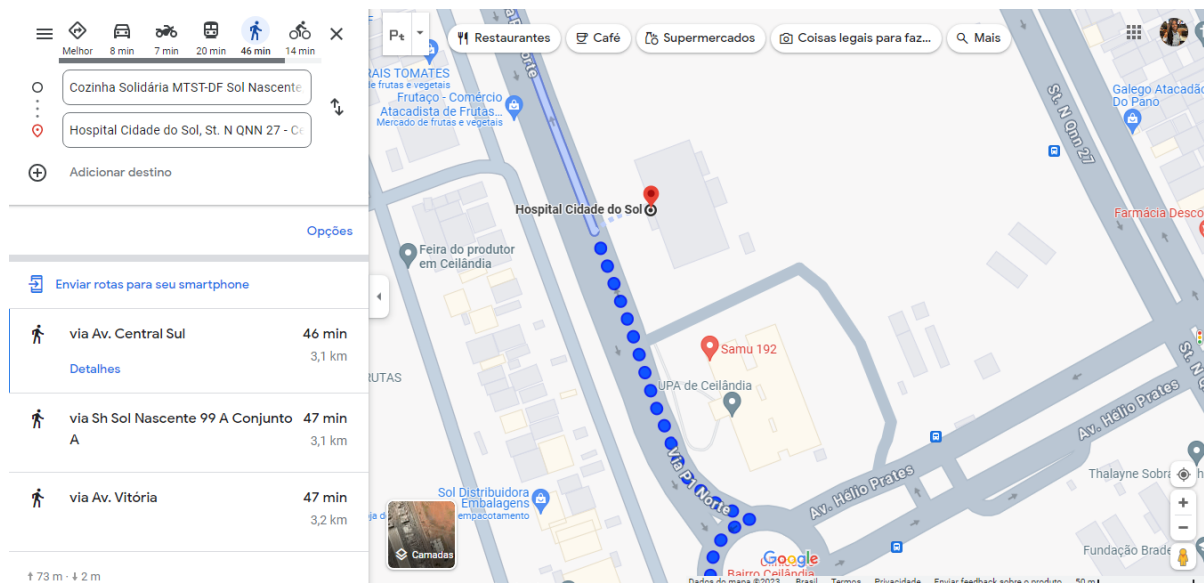 Melhor
8 min
7 min
20 min
46 min
14 min
Cozinha Solidária MTST-DF Sol Nascente
Hospital Cidade do Sol, St. N QNN 27 - Ce
Adicionar destino
Opções
Enviar rotas para seu smartphone
via Av. Central Sul
46 min
3,1 km
Detalhes
via Sh Sol Nascente 99 A Conjunto A
47 min
3,1 km
via Av. Vitória
47 min
3,2 km
↑ 73 m · ↓ 2 m
Restaurantes
Café
Supermercados
Coisas legais para faz...
Mais
RAIS TOMATES
de frutas e vegetais
Frutaço - Comércio
Atacadista de Frutas...
Mercado de frutas e vegetais
Galego Atacadão
Do Pano
St. N Qnn 27
Hospital Cidade do Sol
Farmácia Desco
Feira do produtor
em Ceilândia
Samu 192
UPA de Ceilândia
RUTAS
St. N
Av. Hélio Prates
Av. Hélio Prates
Via P1 Norte
Sol Distribuidora
Embalagens
empacotamento
Thalayne Sobra
Camadas
Google
Bairro Ceilândia
Fundação Brade
Dados do mapa ©2023
Brasil
Termos
Privacidade
Enviar feedback sobre o produto
50 m